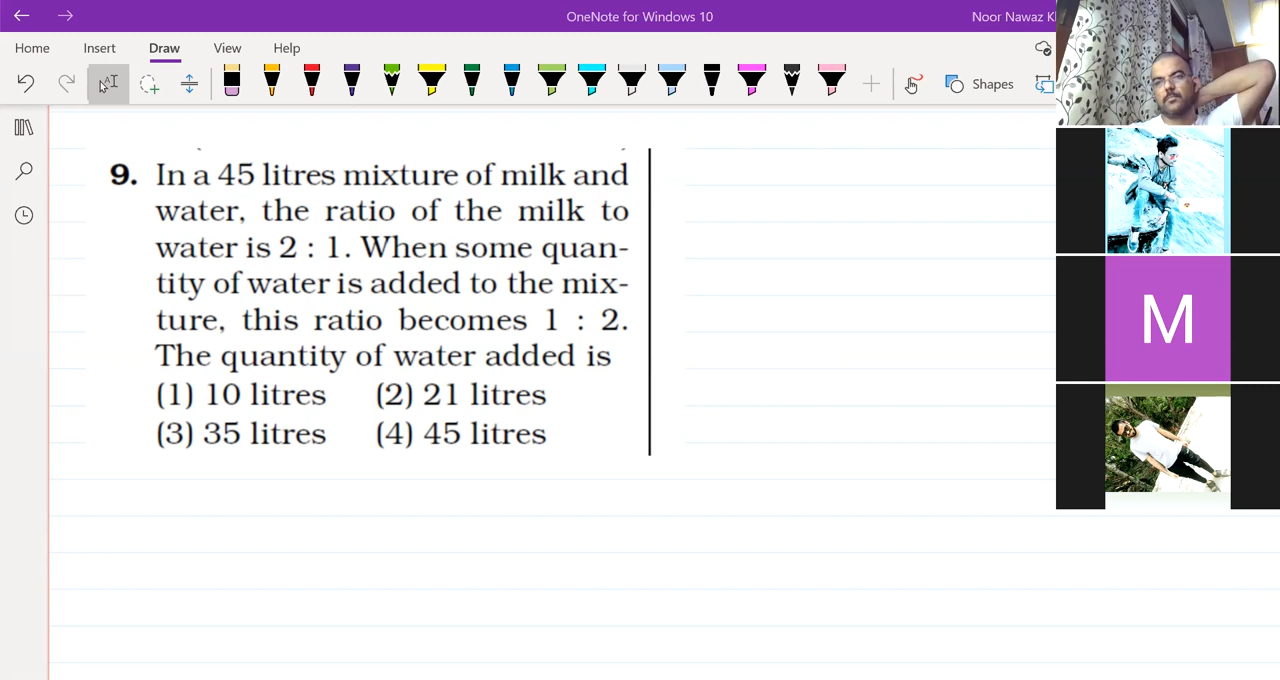 OneNote for Windows 10
Noor Nawaz K
Home Insert Draw View Help
Shapes
9. In a 45 litres mixture of milk and
water, the ratio of the milk to
water is 2 : 1. When some quan-
tity of water is added to the mix-
ture, this ratio becomes 1 : 2.
The quantity of water added is
(1) 10 litres (2) 21 litres
(3) 35 litres (4) 45 litres
M